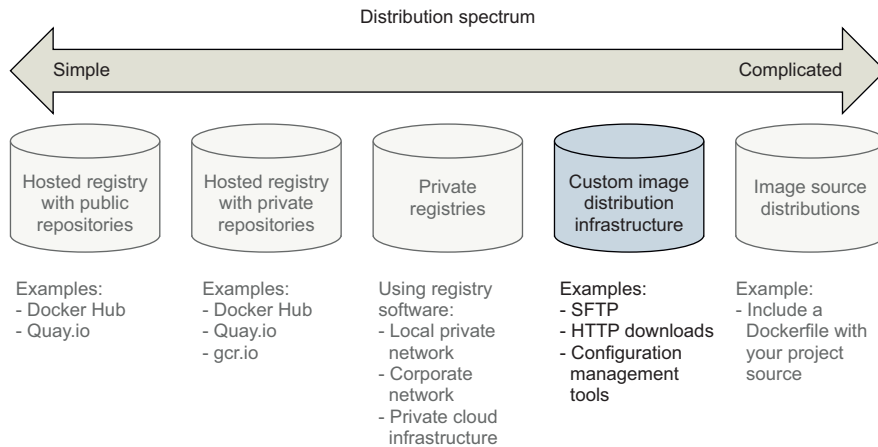 Distribution spectrum
Simple
Complicated
Hosted registry
with public
repositories
Hosted registry
with private
repositories
Private
registries
Custom image
distribution
infrastructure
Image source
distributions
Examples:
- Docker Hub
- Quay.io
Examples:
- Docker Hub
- Quay.io
- gcr.io
Using registry
software:
- Local private
network
- Corporate
network
- Private cloud
infrastructure
Examples:
- SFTP
- HTTP downloads
- Configuration
management
tools
Example:
- Include a
Dockerfile with
your project
source